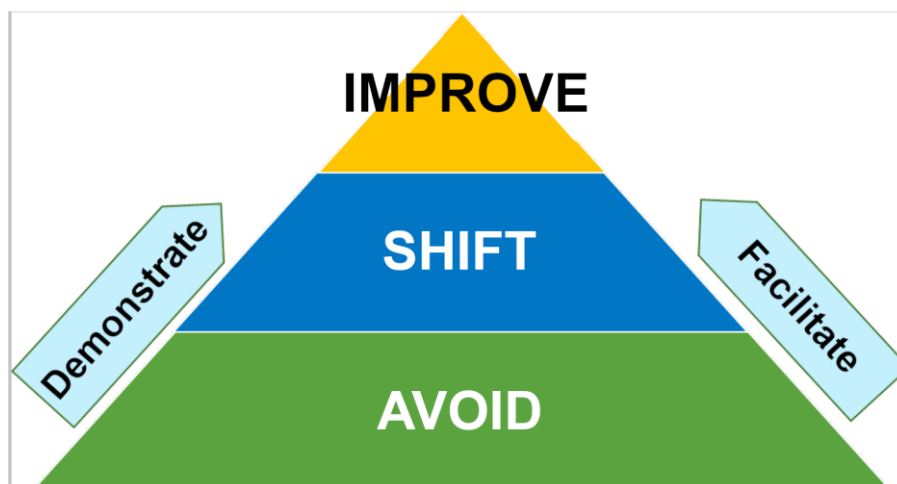 IMPROVE
SHIFT
Demonstrate
Facilitate
AVOID